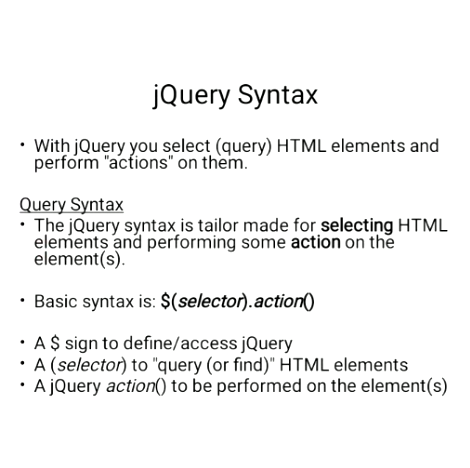 jQuery Syntax
• With jQuery you select (query) HTML elements and
perform "actions" on them.
Query Syntax
• The jQuery syntax is tailor made for selecting HTML
elements and performing some action on the
element(s).
• Basic syntax is: $(selector).action()
• A $ sign to define/access jQuery
• A (selector) to "query (or find)" HTML elements
• A jQuery action() to be performed on the element(s)